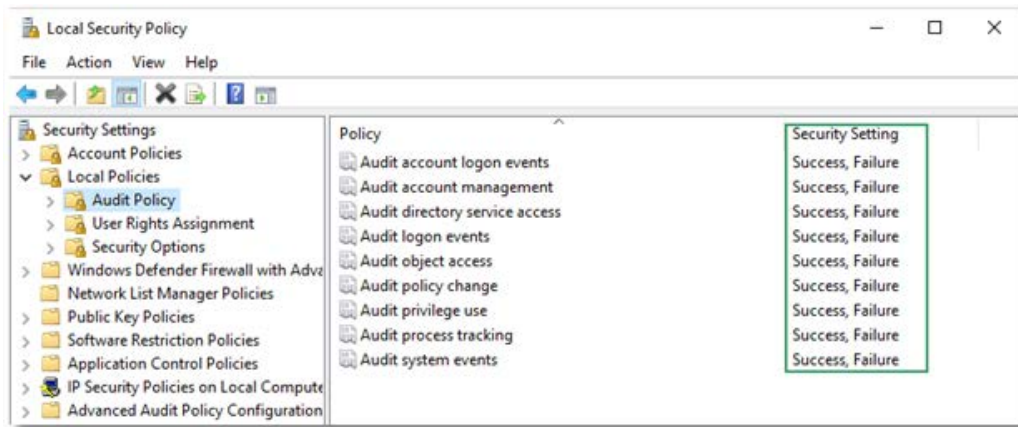 Local Security Policy
File Action View Help
Security Settings
Account Policies
Local Policies
Audit Policy
User Rights Assignment
Security Options
Windows Defender Firewall with Adva
Network List Manager Policies
Public Key Policies
Software Restriction Policies
Application Control Policies
IP Security Policies on Local Compute
Advanced Audit Policy Configuration
Policy Security Setting
Audit account logon events Success, Failure
Audit account management Success, Failure
Audit directory service access Success, Failure
Audit logon events Success, Failure
Audit object access Success, Failure
Audit policy change Success, Failure
Audit privilege use Success, Failure
Audit process tracking Success, Failure
Audit system events Success, Failure